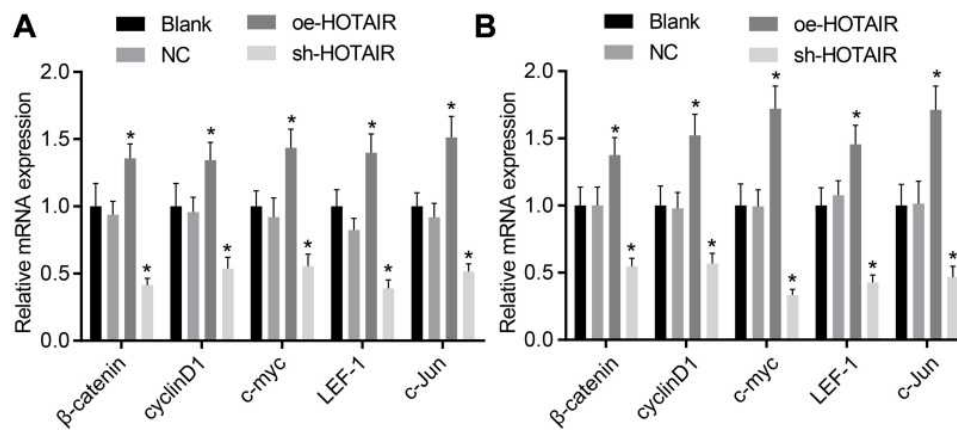 A
Blank
oe-HOTAIR
NC
sh-HOTAIR
Relative mRNA expression
2.0
1.5
1.0
0.5
0.0
* * * * * * * * * *
β-catenin
cyclinD1
c-myc
LEF-1
c-Jun
B
Blank
oe-HOTAIR
NC
sh-HOTAIR
Relative mRNA expression
2.0
1.5
1.0
0.5
0.0
* * * * * * * * * *
β-catenin
cyclinD1
c-myc
LEF-1
c-Jun